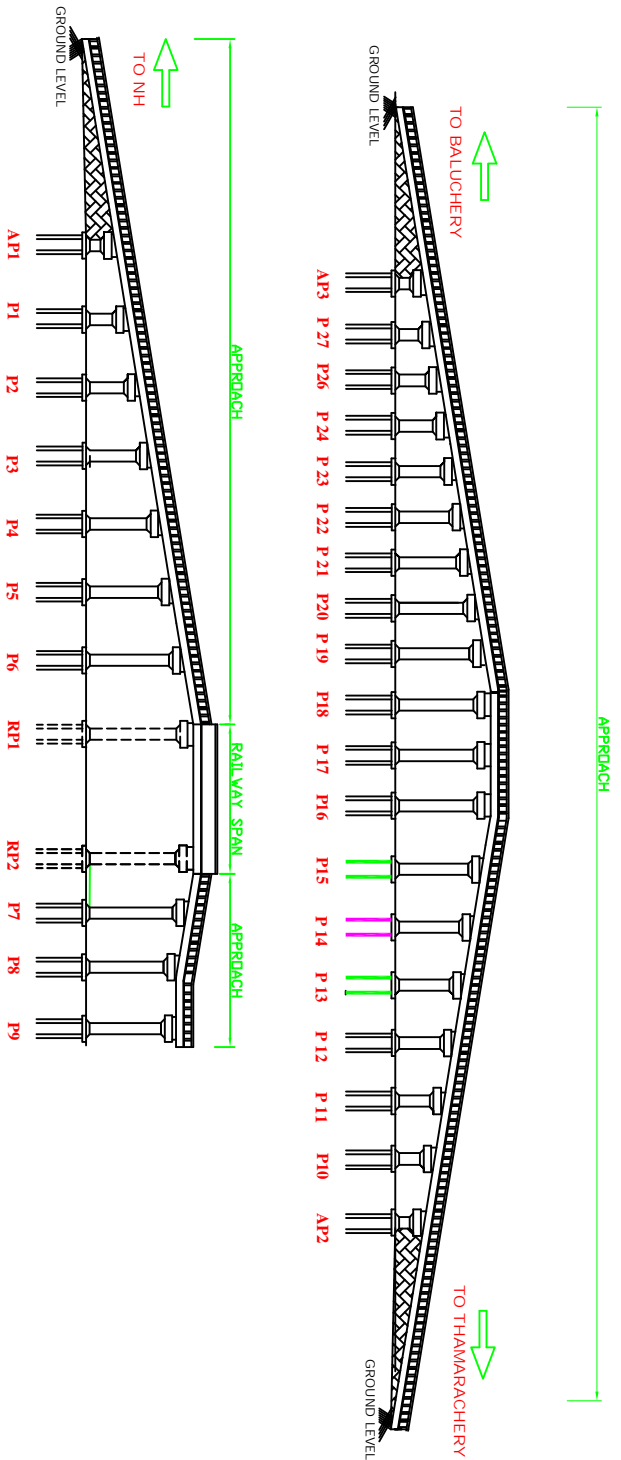 APPROACH
TO BALUCHERY
TO THAMARACHERY
GROUND LEVEL
GROUND LEVEL
AP3 P 27 P26 P 24 P 23 P 22 P 21 P20 P 19 P18 P 17 P16 P15 P 14 P 13 P 12 P 11 P10 AP2
APPROACH
RAILWAY SPAN
APPROACH
TO NH
GROUND LEVEL
AP1 P1 P2 P3 P4 P5 P6 RP1 RP2 P7 P8 P9